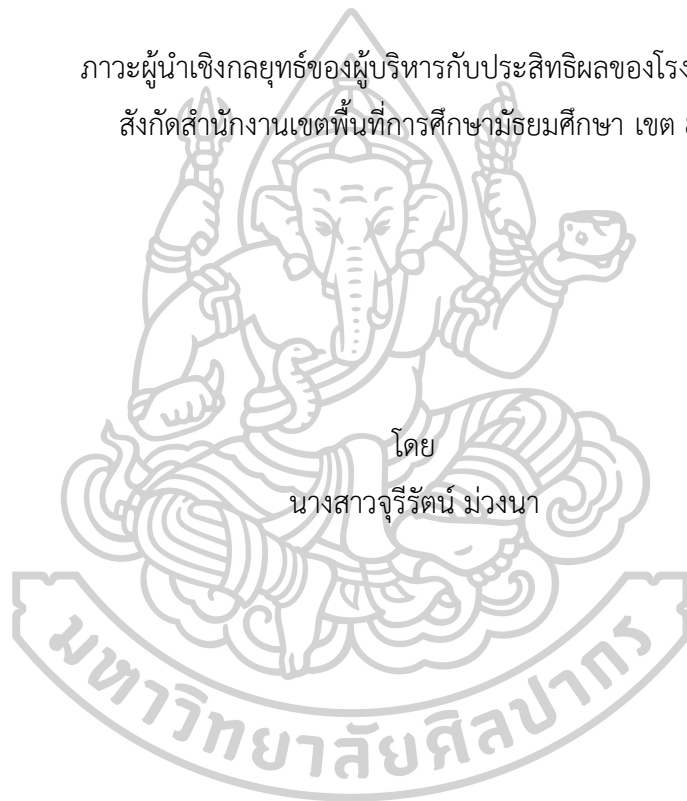 ภาวะผู้นำเชิงกลยุทธ์ของผู้บริหารกับประสิทธิผลของโรง
สังกัดสำนักงานเขตพื้นที่การศึกษามัธยมศึกษา เขต
โดย
นางสาวจุรีรัตน์ ม่วงนา
มหาวิทยาลัยศิลปากร